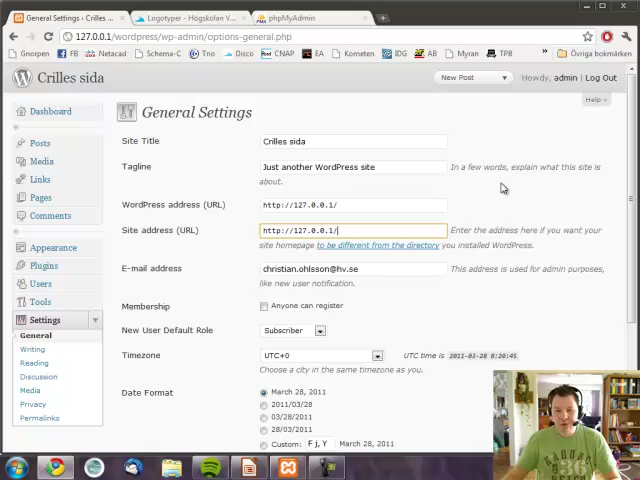 General Settings ‹ Crilles s
Logotyper - Högskolan V
phpMyAdmin
127.0.0.1/wordpress/wp-admin/options-general.php
Gnorpen
FB
Netacad
Schema-C
Trio
Disco
CNAP
EA
Kometen
IDG
AB
Myran
TPB
Övriga bokmärken
Crilles sida
New Post
Howdy, admin | Log Out
Help
Dashboard
Posts
Media
Links
Pages
Comments
Appearance
Plugins
Users
Tools
Settings
General
Writing
Reading
Discussion
Media
Privacy
Permalinks
General Settings
Site Title
Crilles sida
Tagline
Just another WordPress site
In a few words, explain what this site is
about.
WordPress address (URL)
http://127.0.0.1/
Site address (URL)
http://127.0.0.1/
Enter the address here if you want your
site homepage to be different from the directory you installed WordPress.
E-mail address
christian.ohlsson@hv.se
This address is used for admin purposes,
like new user notification.
Membership
Anyone can register
New User Default Role
Subscriber
Timezone
UTC+0
UTC time is 2011-03-28 8:20:45
Choose a city in the same timezone as you.
Date Format
March 28, 2011
2011/03/28
03/28/2011
28/03/2011
Custom:
F j, Y
March 28, 2011